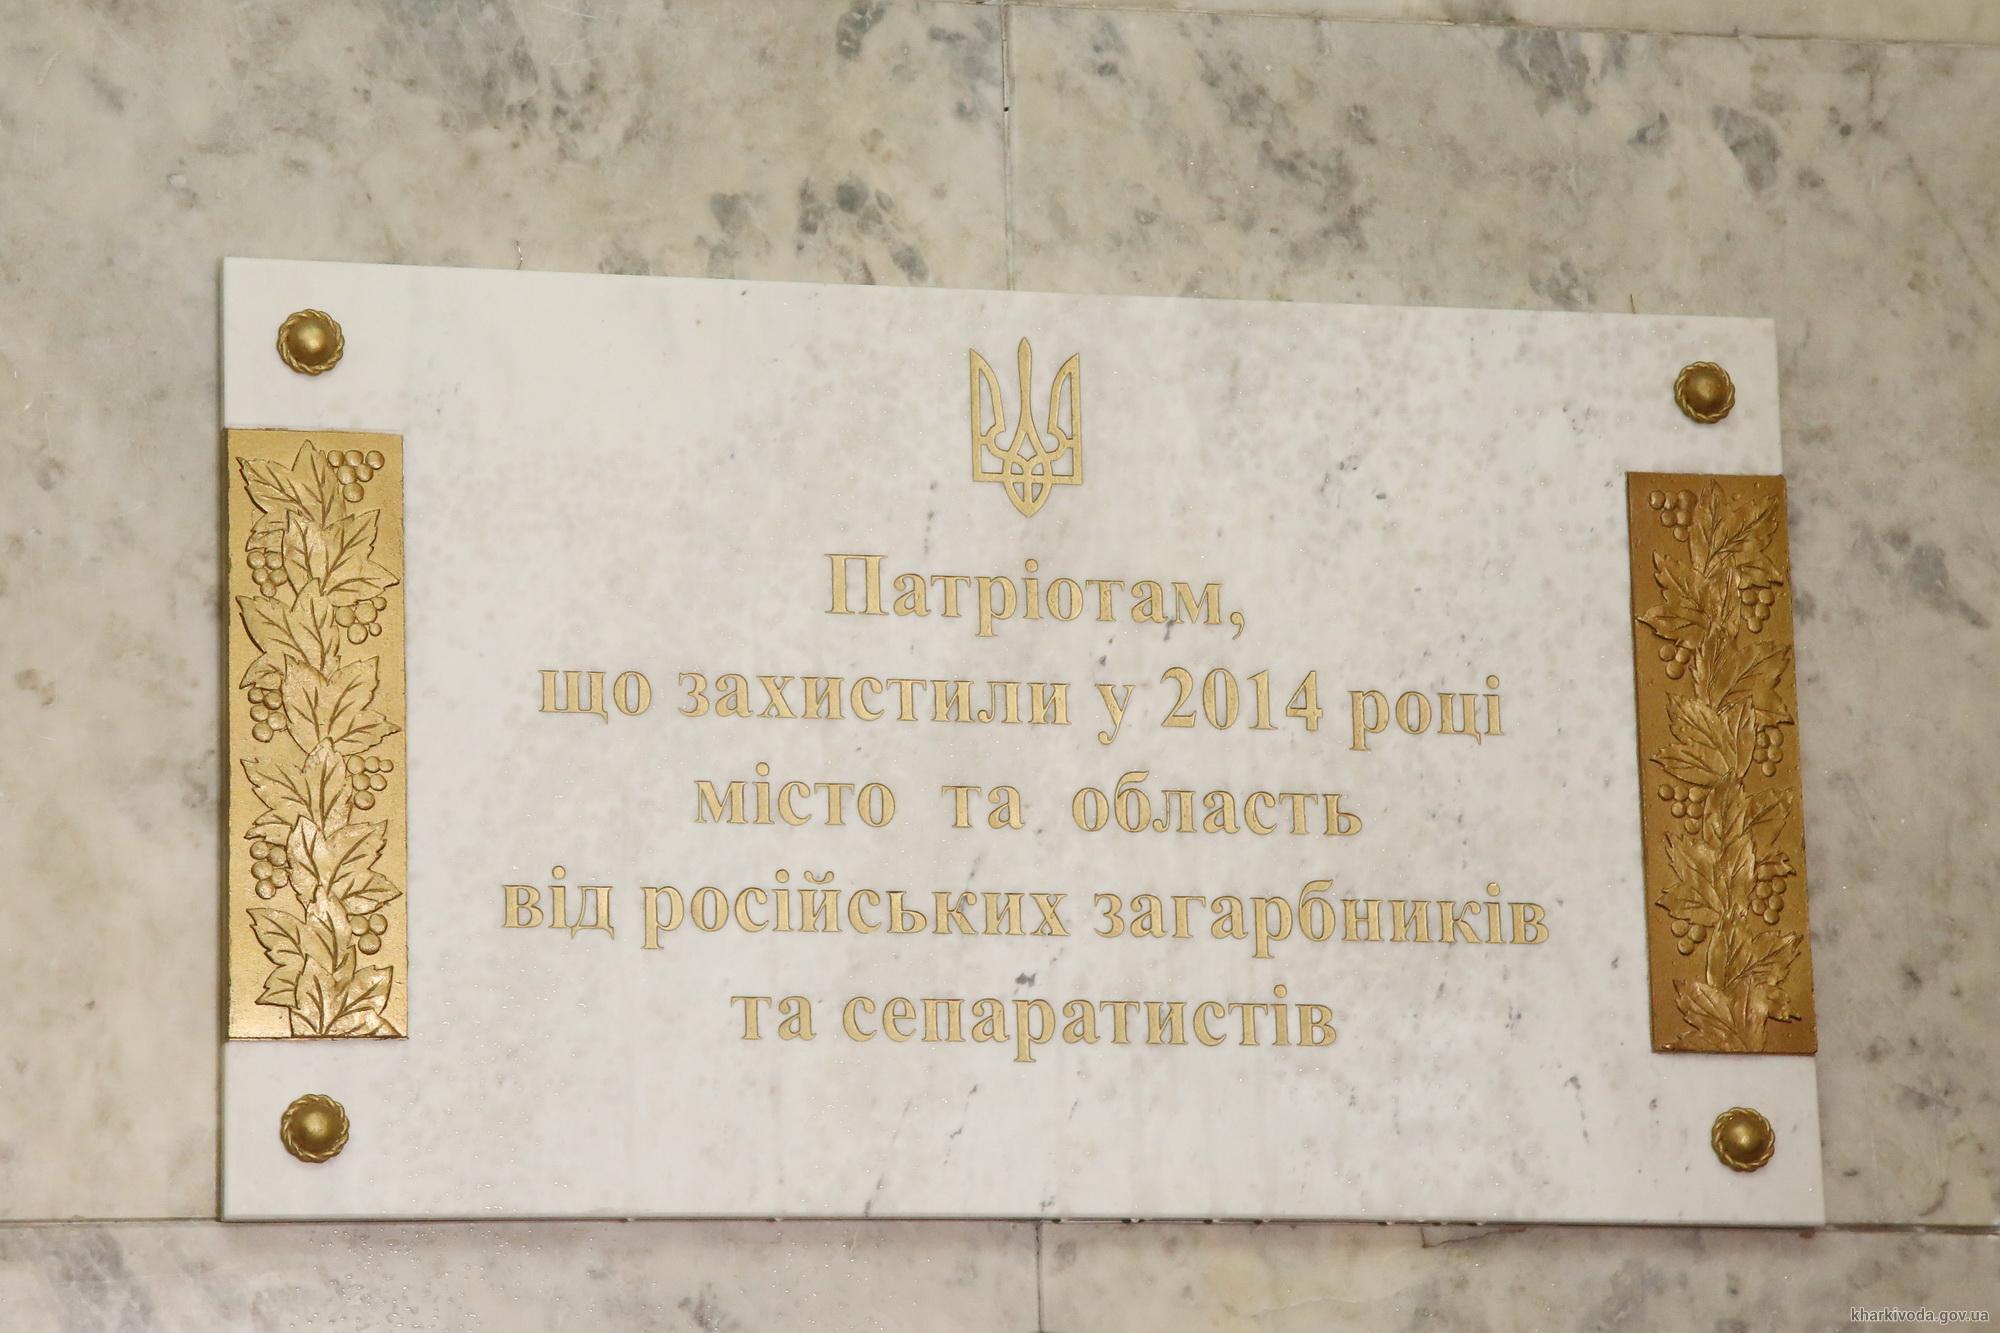 Патріотам,
що захистили у 2014 році
місто та область
від російських загарбників
та сепаратистів
kharkivoda.gov.ua